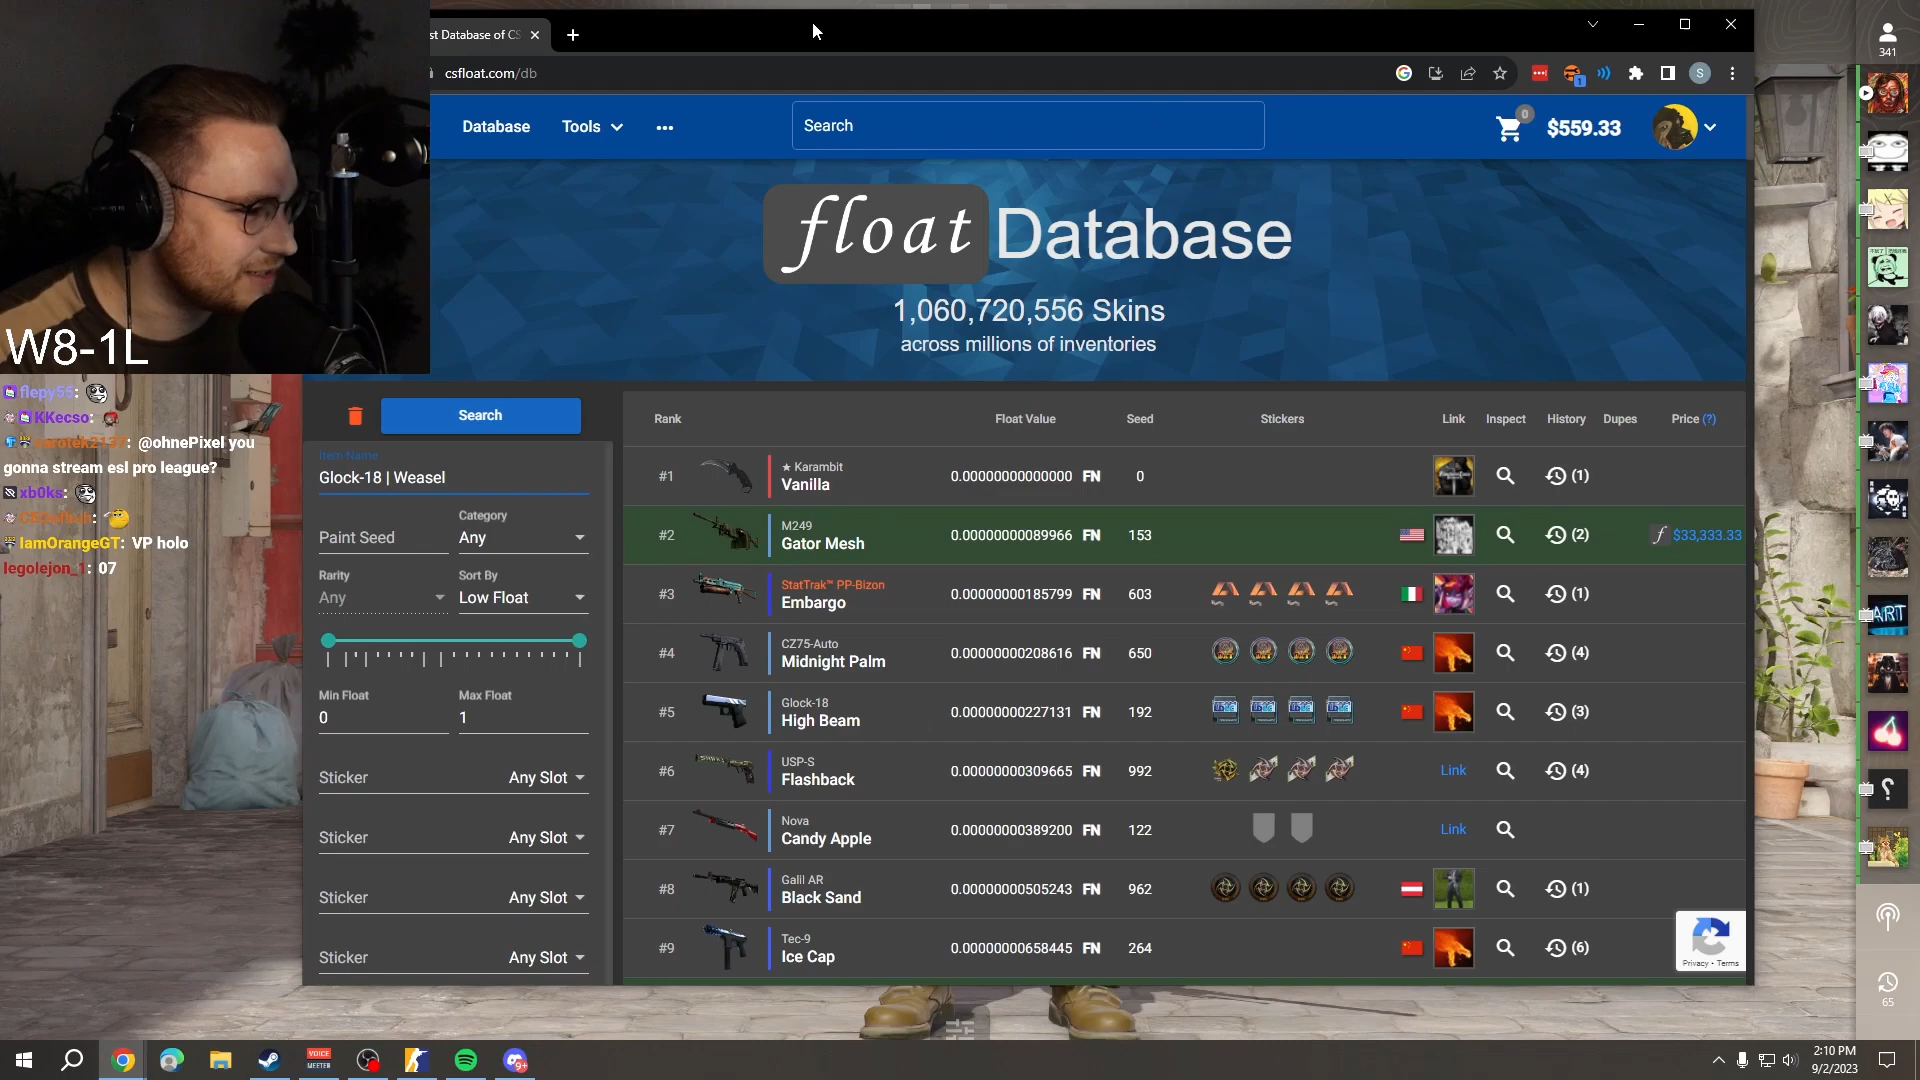 st Database of CS
csfloat.com/db
341
Database
Tools
Search
0
$559.33
float Database
1,060,720,556 Skins
across millions of inventories
W8-1L
flepy55:
KKecso:
@ohnePixel you
gonna stream esl pro league?
xb0ks:
IamOrangeGT: VP holo
legolejon_1: 07
Search
Item Name
Glock-18 | Weasel
Paint Seed
Category
Any
Rarity
Any
Sort By
Low Float
Min Float
0
Max Float
1
Sticker Any Slot
Sticker Any Slot
Sticker Any Slot
Sticker Any Slot
Rank Float Value Seed Stickers Link Inspect History Dupes Price (?)
#1 ★ Karambit
Vanilla 0.00000000000000 FN 0 (1)
#2 M249
Gator Mesh 0.00000000089966 FN 153 (2) f $33,333.33
#3 StatTrak™ PP-Bizon
Embargo 0.00000000185799 FN 603 (1)
#4 CZ75-Auto
Midnight Palm 0.00000000208616 FN 650 (4)
#5 Glock-18
High Beam 0.00000000227131 FN 192 (3)
#6 USP-S
Flashback 0.00000000309665 FN 992 Link (4)
#7 Nova
Candy Apple 0.00000000389200 FN 122 Link
#8 Galil AR
Black Sand 0.00000000505243 FN 962 (1)
#9 Tec-9
Ice Cap 0.00000000658445 FN 264 (6)
Privacy - Terms
ART
65
VOICE
MEETER
9+
2:10 PM
9/2/2023